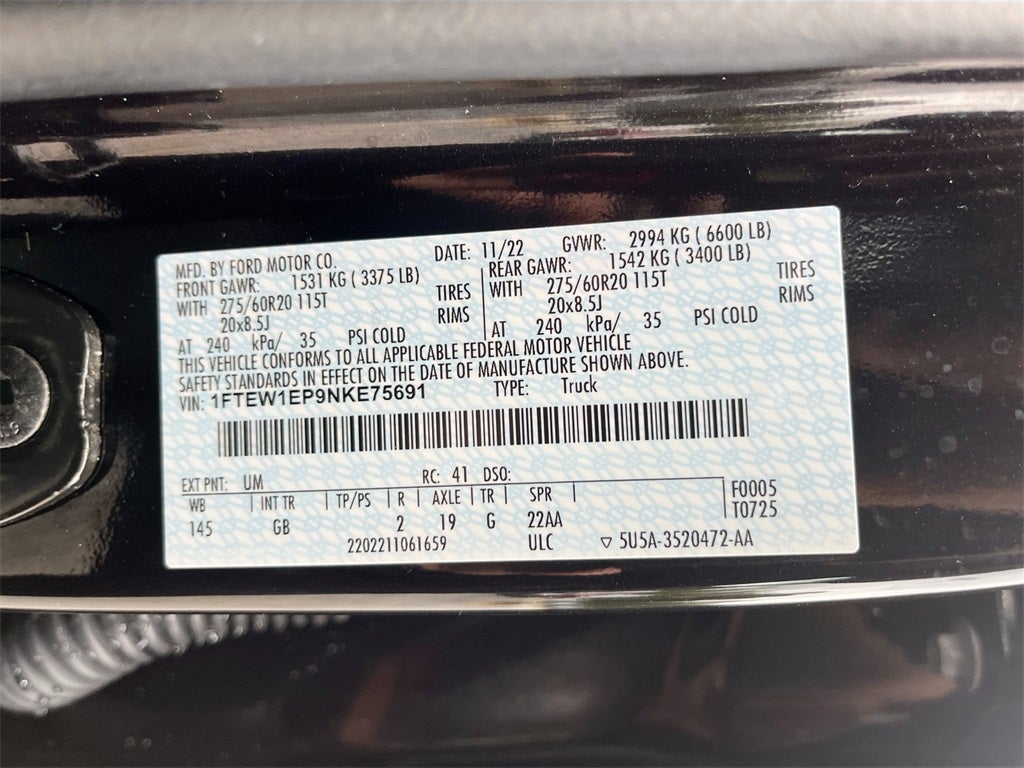 MFD. BY FORD MOTOR CO.
DATE: 11/22 GVWR: 2994 KG ( 6600 LB)
FRONT GAWR: 1531 KG ( 3375 LB)
WITH 275/60R20 115T TIRES
20x8.5J RIMS
AT 240 kPa/ 35 PSI COLD
REAR GAWR: 1542 KG ( 3400 LB)
WITH 275/60R20 115T TIRES
20x8.5J RIMS
AT 240 kPa/ 35 PSI COLD
THIS VEHICLE CONFORMS TO ALL APPLICABLE FEDERAL MOTOR VEHICLE
SAFETY STANDARDS IN EFFECT ON THE DATE OF MANUFACTURE SHOWN ABOVE.
VIN: 1FTEW1EP9NKE75691 TYPE: Truck
EXT PNT: UM RC: 41 DSO:
WB INT TR TP/PS R AXLE TR SPR F0005
145 GB 2 19 G 22AA T0725
2202211061659 ULC ▽ 5U5A-3520472-AA